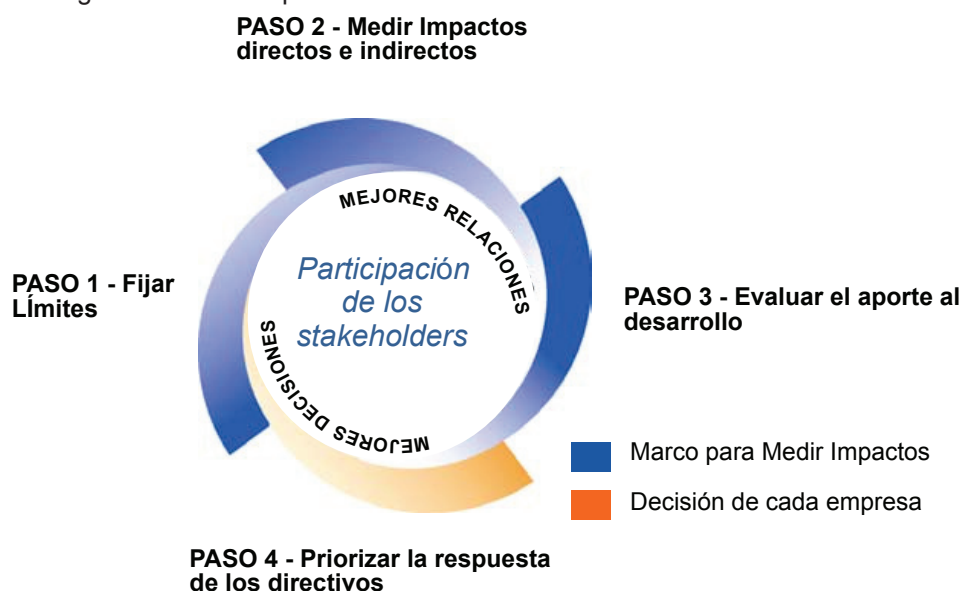 PASO 2 - Medir Impactos
directos e indirectos
MEJORES RELACIONES
PASO 1 - Fijar
LÍmites
Participación
de los
stakeholders
PASO 3 - Evaluar el aporte al
desarrollo
MEJORES DECISIONES
Marco para Medir Impactos
Decisión de cada empresa
PASO 4 - Priorizar la respuesta
de los directivos